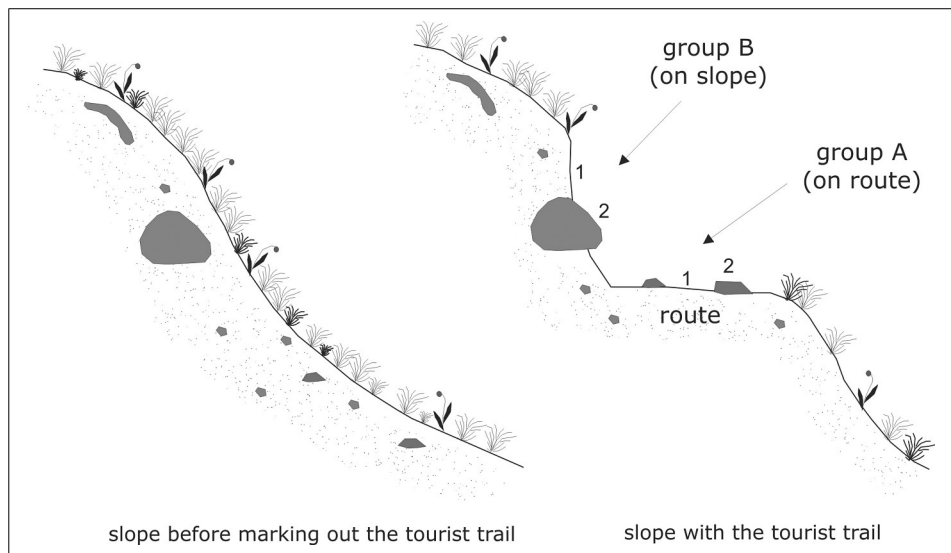 group B
(on slope)
group A
(on route)
1
2
1
2
route
slope before marking out the tourist trail
slope with the tourist trail